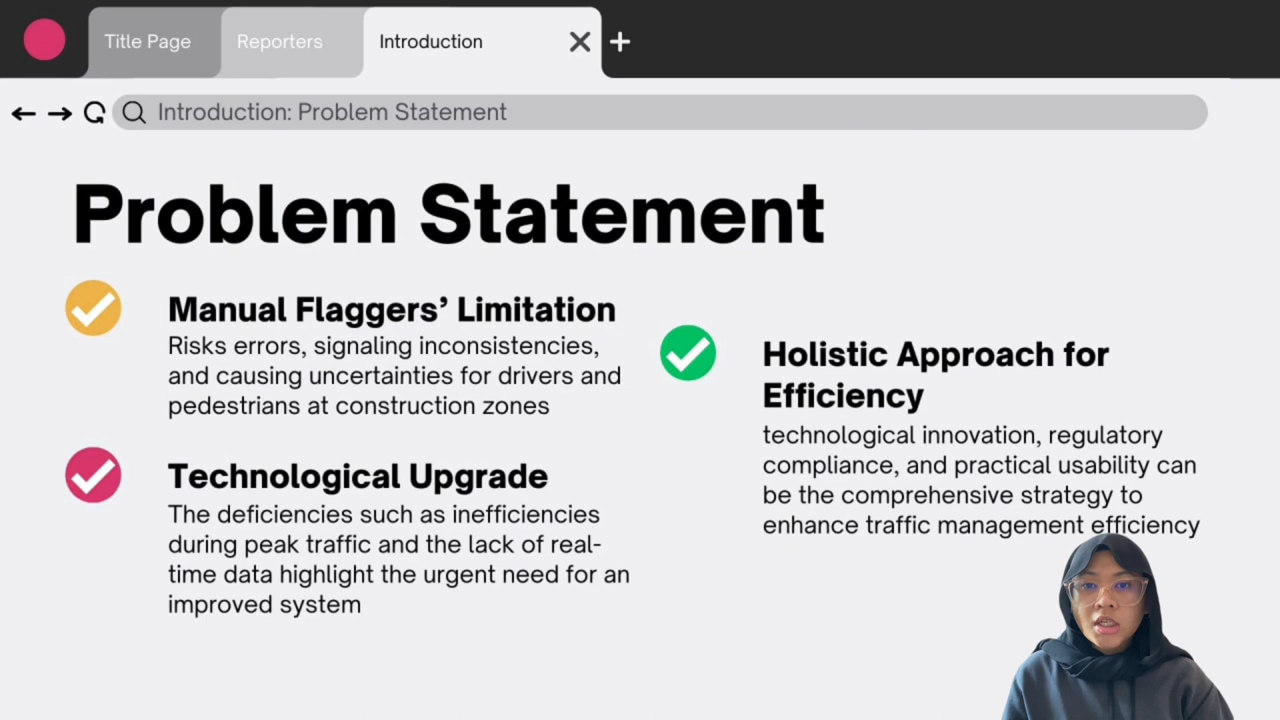 Title Page
Reporters
Introduction
Introduction: Problem Statement
Problem Statement
Manual Flaggers’ Limitation
Risks errors, signaling inconsistencies,
and causing uncertainties for drivers and
pedestrians at construction zones
Technological Upgrade
The deficiencies such as inefficiencies
during peak traffic and the lack of real-
time data highlight the urgent need for an
improved system
Holistic Approach for
Efficiency
technological innovation, regulatory
compliance, and practical usability can
be the comprehensive strategy to
enhance traffic management efficiency